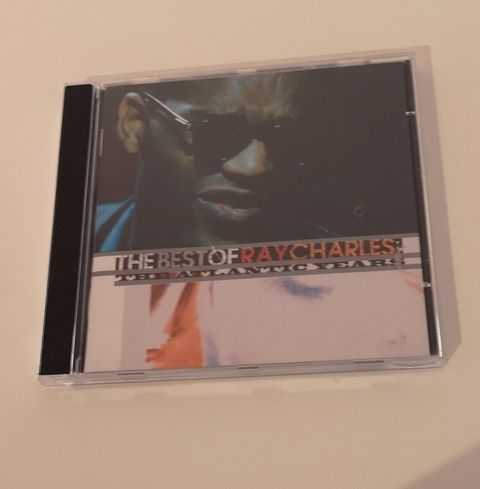 THE BEST OF RAY CHARLES:
THE ATLANTIC YEARS